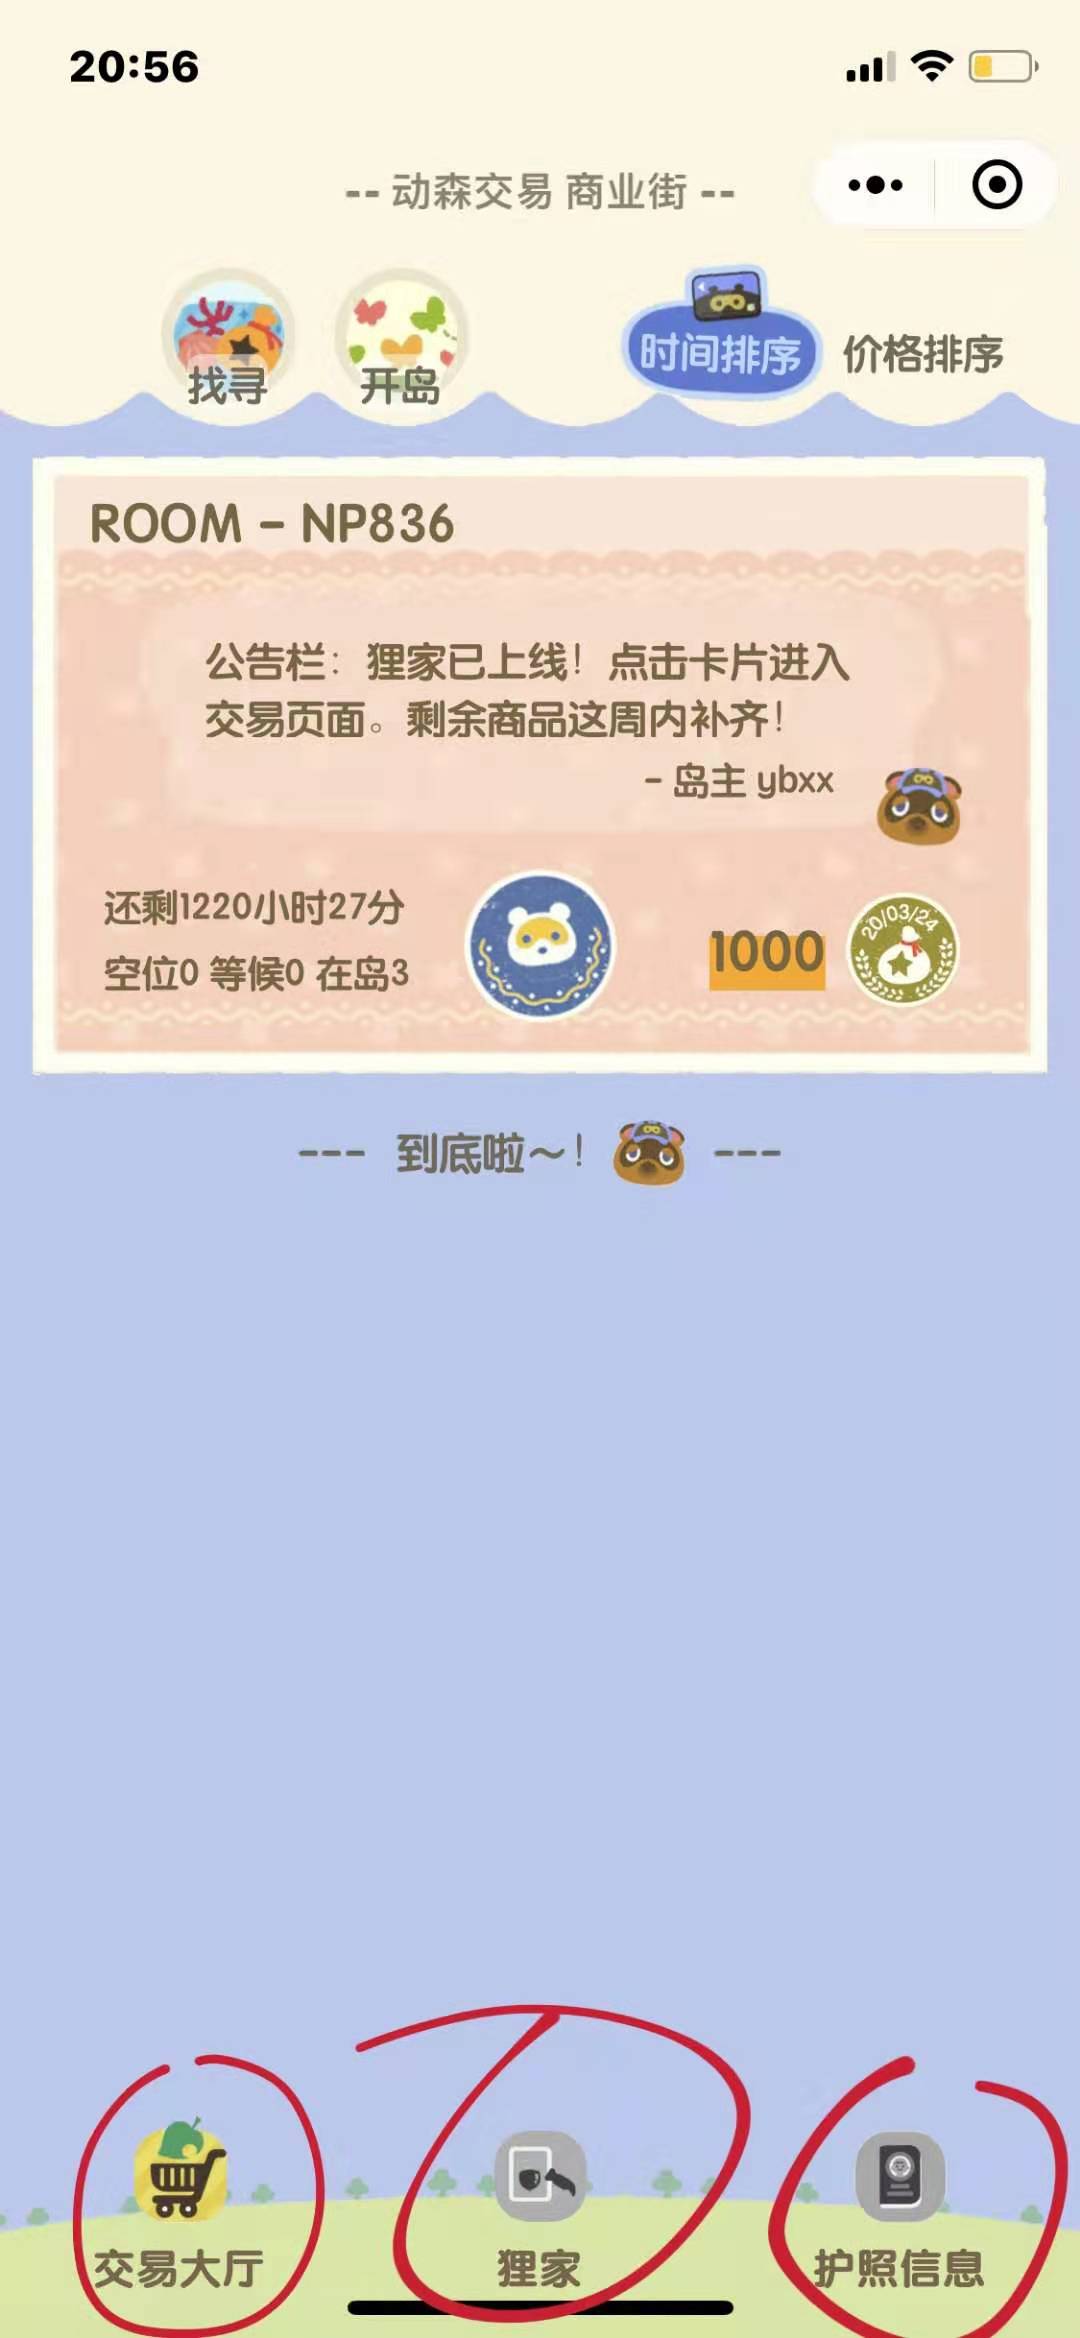 20:56
-- 动森交易 商业街 --
找寻
开岛
时间排序
价格排序
ROOM - NP836
公告栏：狸家已上线！点击卡片进入
交易页面。剩余商品这周内补齐！
- 岛主 ybxx
还剩1220小时27分
空位0 等候0 在岛3
1000
20/03/24
--- 到底啦～！ ---
交易大厅
狸家
护照信息